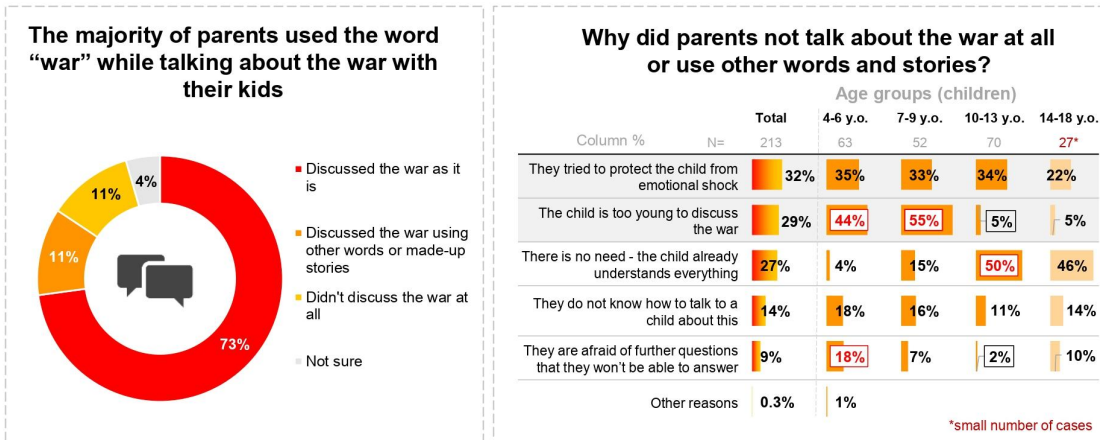 The majority of parents used the word
“war” while talking about the war with
their kids
4%
11%
11%
73%
Discussed the war as it
is
Discussed the war using
other words or made-up
stories
Didn't discuss the war at
all
Not sure
Why did parents not talk about the war at all
or use other words and stories?
Age groups (children)
Total 4-6 y.o. 7-9 y.o. 10-13 y.o. 14-18 y.o.
Column % N= 213 63 52 70 27*
They tried to protect the child from
emotional shock
32% 35% 33% 34% 22%
The child is too young to discuss
the war
29% 44% 55% 5% 5%
There is no need - the child already
understands everything
27% 4% 15% 50% 46%
They do not know how to talk to a
child about this
14% 18% 16% 11% 14%
They are afraid of further questions
that they won’t be able to answer
9% 18% 7% 2% 10%
Other reasons 0.3% 1%
*small number of cases